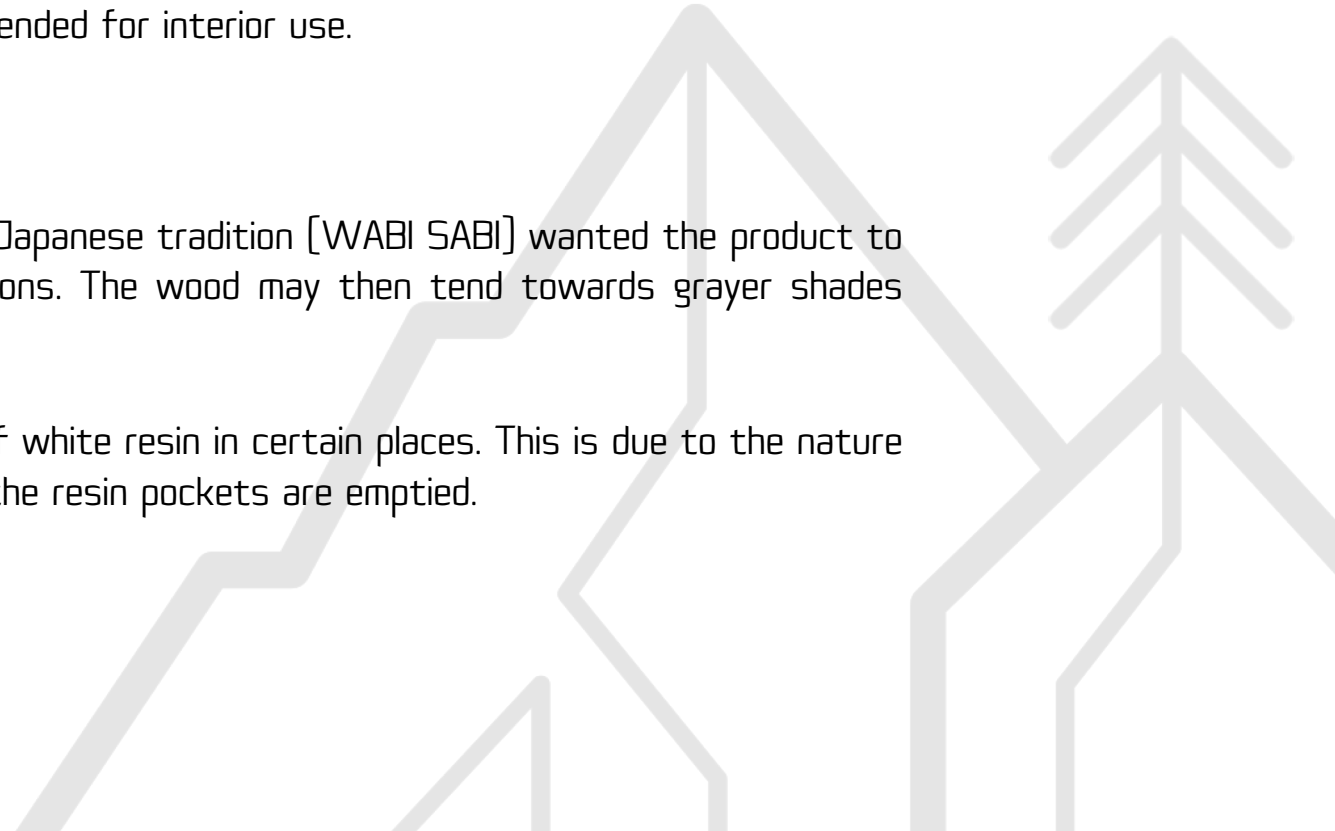 ended for interior use.
Japanese tradition [WABI SABI] wanted the product to
ons. The wood may then tend towards grayer shades
f white resin in certain places. This is due to the nature
the resin pockets are emptied.